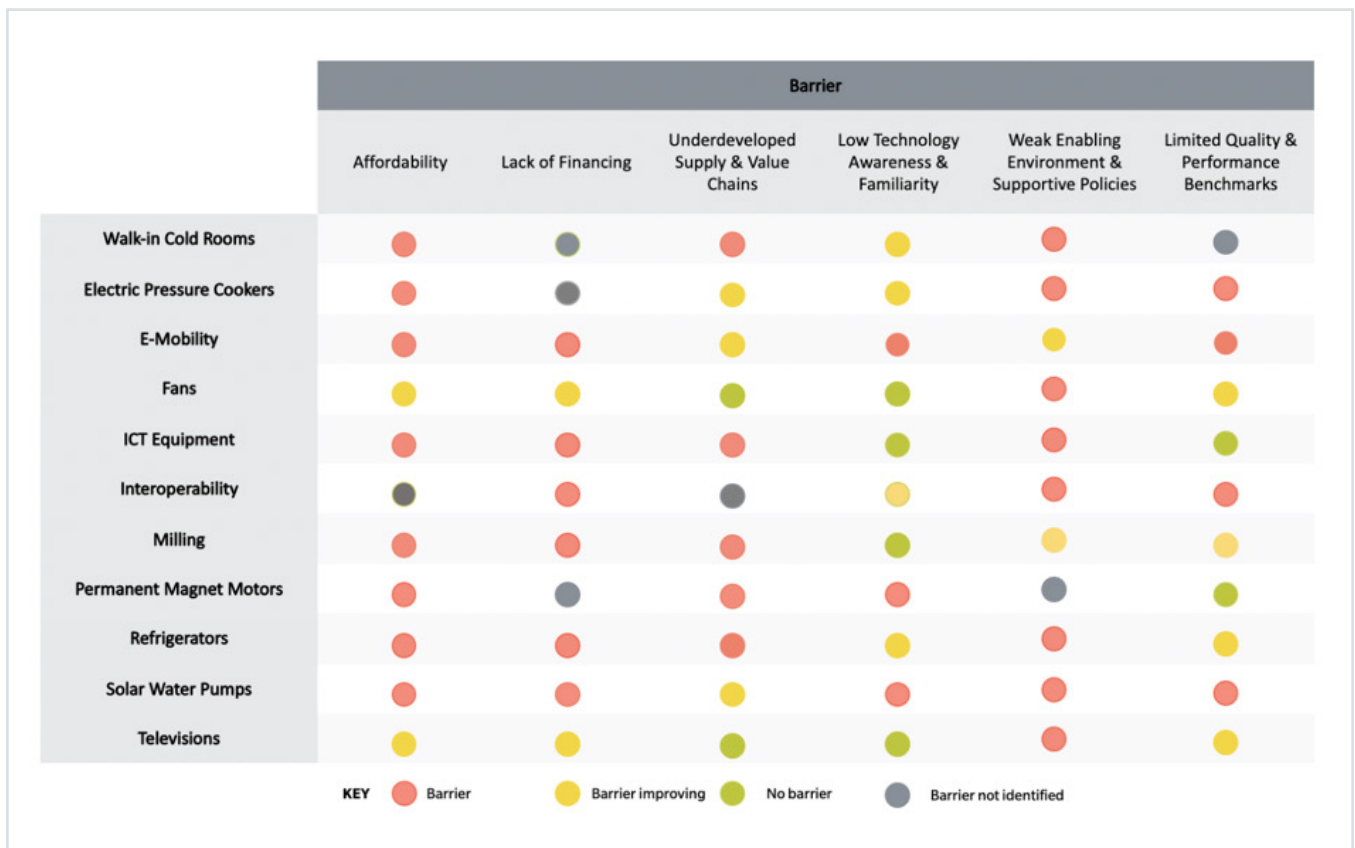 Barrier
Affordability
Lack of Financing
Underdeveloped
Supply & Value
Chains
Low Technology
Awareness &
Familiarity
Weak Enabling
Environment &
Supportive Policies
Limited Quality &
Performance
Benchmarks
Walk-in Cold Rooms
Electric Pressure Cookers
E-Mobility
Fans
ICT Equipment
Interoperability
Milling
Permanent Magnet Motors
Refrigerators
Solar Water Pumps
Televisions
KEY Barrier Barrier improving No barrier Barrier not identified